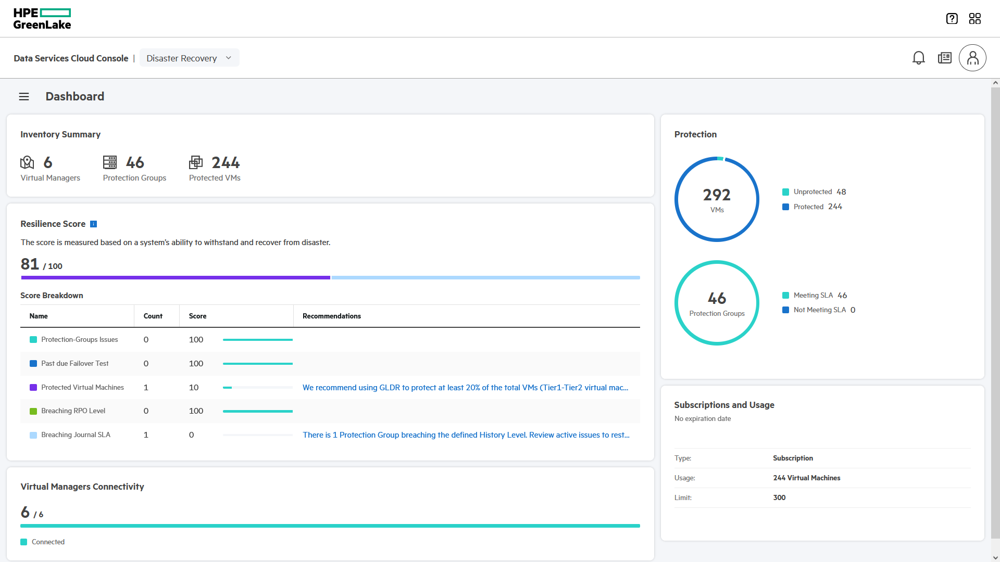 HPE
GreenLake
Data Services Cloud Console | Disaster Recovery
Dashboard
Inventory Summary
6
Virtual Managers
46
Protection Groups
244
Protected VMs
Resilience Score
The score is measured based on a system's ability to withstand and recover from disaster.
81 / 100
Score Breakdown
Name Count Score Recommendations
Protection-Groups Issues 0 100
Past due Failover Test 0 100
Protected Virtual Machines 1 10 We recommend using GLDR to protect at least 20% of the total VMs (Tier1-Tier2 virtual mac...
Breaching RPO Level 0 100
Breaching Journal SLA 1 0 There is 1 Protection Group breaching the defined History Level. Review active issues to rest...
Virtual Managers Connectivity
6 / 6
Connected
Protection
292
VMs
Unprotected 48
Protected 244
46
Protection Groups
Meeting SLA 46
Not Meeting SLA 0
Subscriptions and Usage
No expiration date
Type: Subscription
Usage: 244 Virtual Machines
Limit: 300